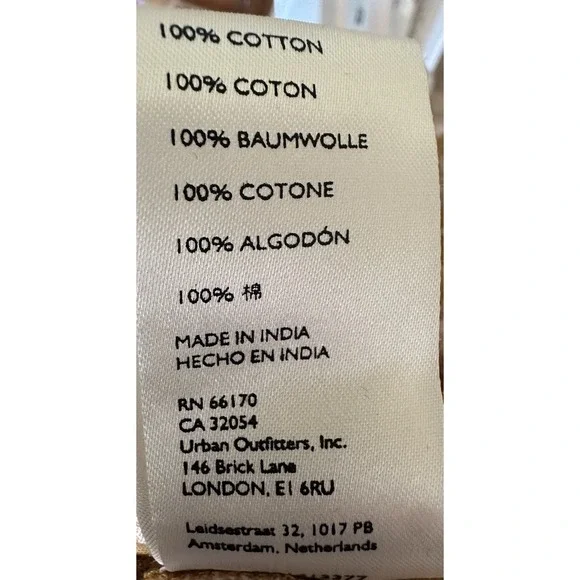 100% COTTON
100% COTON
100% BAUMWOLLE
100% COTONE
100% ALGODÓN
100% 棉
MADE IN INDIA
HECHO EN INDIA
RN 66170
CA 32054
Urban Outfitters, Inc.
146 Brick Lane
LONDON, E1 6RU
Leidsestraat 32, 1017 PB
Amsterdam, Netherlands